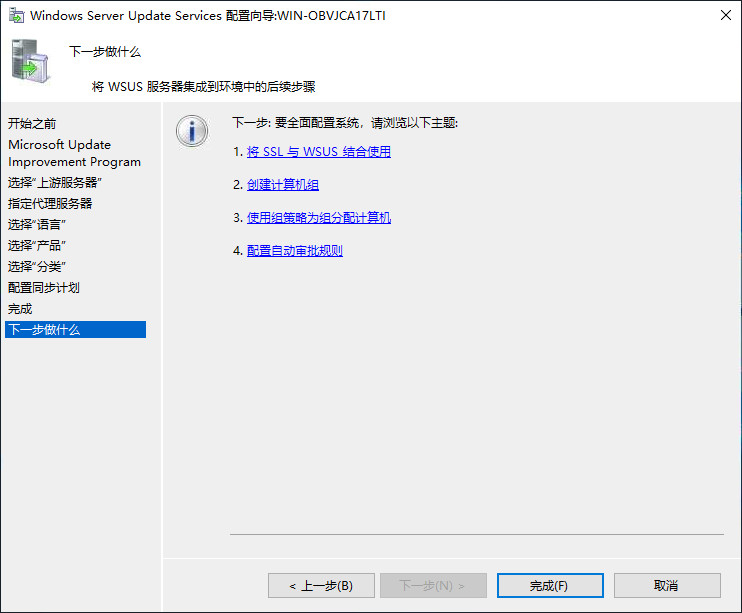 Windows Server Update Services 配置向导:WIN-OBVJCA17LTI
下一步做什么
将 WSUS 服务器集成到环境中的后续步骤
开始之前
Microsoft Update
Improvement Program
选择“上游服务器”
指定代理服务器
选择“语言”
选择“产品”
选择“分类”
配置同步计划
完成
下一步做什么
下一步: 要全面配置系统，请浏览以下主题:
1. 将 SSL 与 WSUS 结合使用
2. 创建计算机组
3. 使用组策略为组分配计算机
4. 配置自动审批规则
< 上一步(B)
下一步(N) >
完成(F)
取消